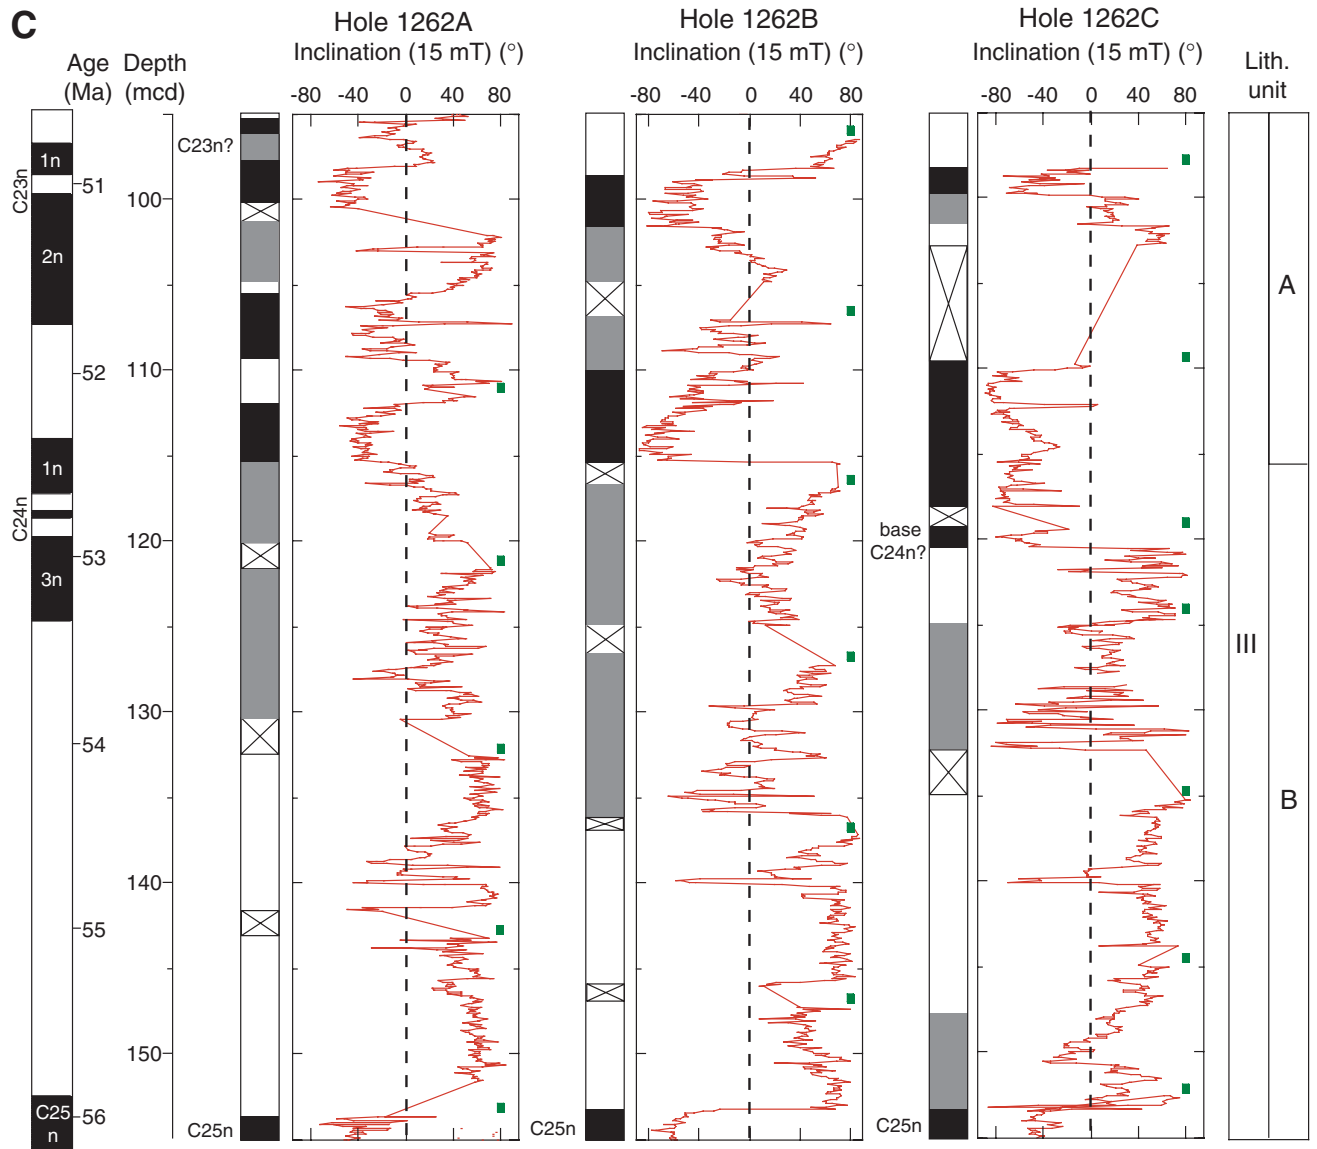 C
Hole 1262A
Inclination (15 mT) (°)
Hole 1262B
Inclination (15 mT) (°)
Hole 1262C
Inclination (15 mT) (°)
Age
(Ma)
Depth
(mcd)
Lith.
unit
-80 -40 0 40 80
-80 -40 0 40 80
-80 -40 0 40 80
C23n
1n
2n
C24n
1n
3n
C25
n
51
52
53
54
55
56
100
110
120
130
140
150
C23n?
C25n
C25n
base
C24n?
C25n
A
III
B